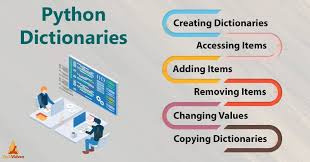 Python
Dictionaries
Creating Dictionaries
Accessing Items
Adding Items
Removing Items
Changing Values
Copying Dictionaries